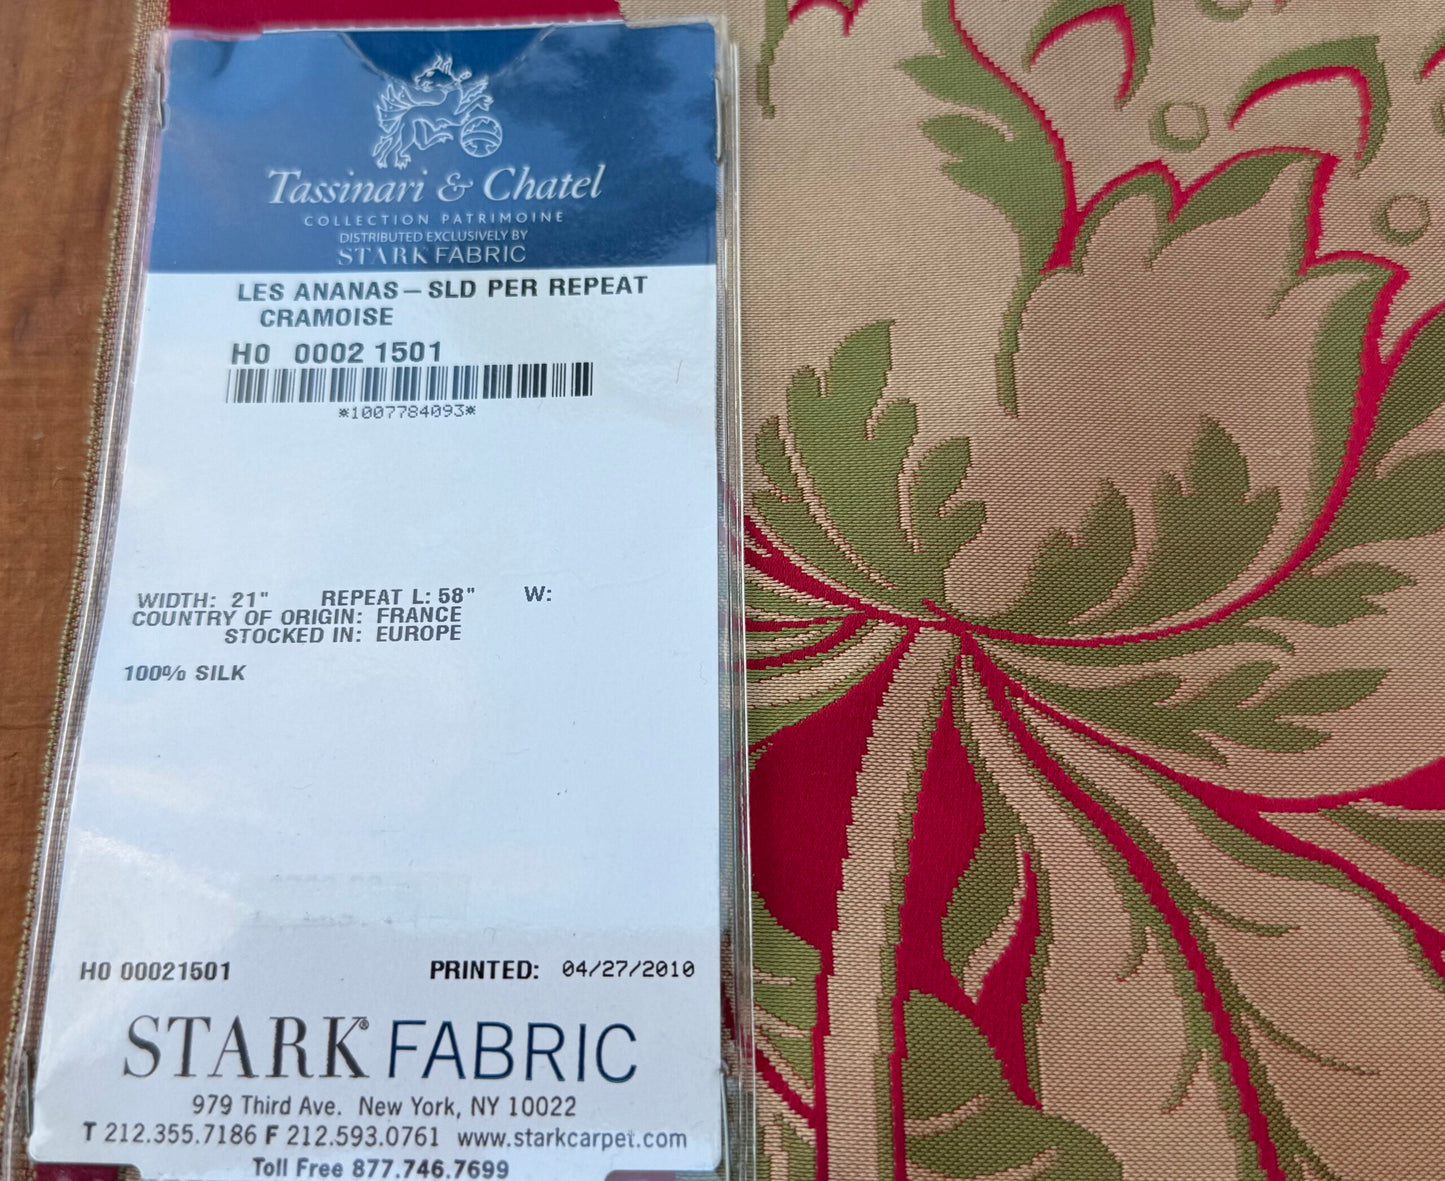 Tassinari & Chatel
COLLECTION PATRIMOINE
DISTRIBUTED EXCLUSIVELY BY
STARK FABRIC
LES ANANAS – SLD PER REPEAT
CRAMOISE
H0 0002 1501
*1007784093*
WIDTH: 21" REPEAT L: 58" W:
COUNTRY OF ORIGIN: FRANCE
STOCKED IN: EUROPE
100% SILK
H0 00021501 PRINTED: 04/27/2010
STARK® FABRIC
979 Third Ave. New York, NY 10022
T 212.355.7186 F 212.593.0761 www.starkcarpet.com
Toll Free 877.746.7699